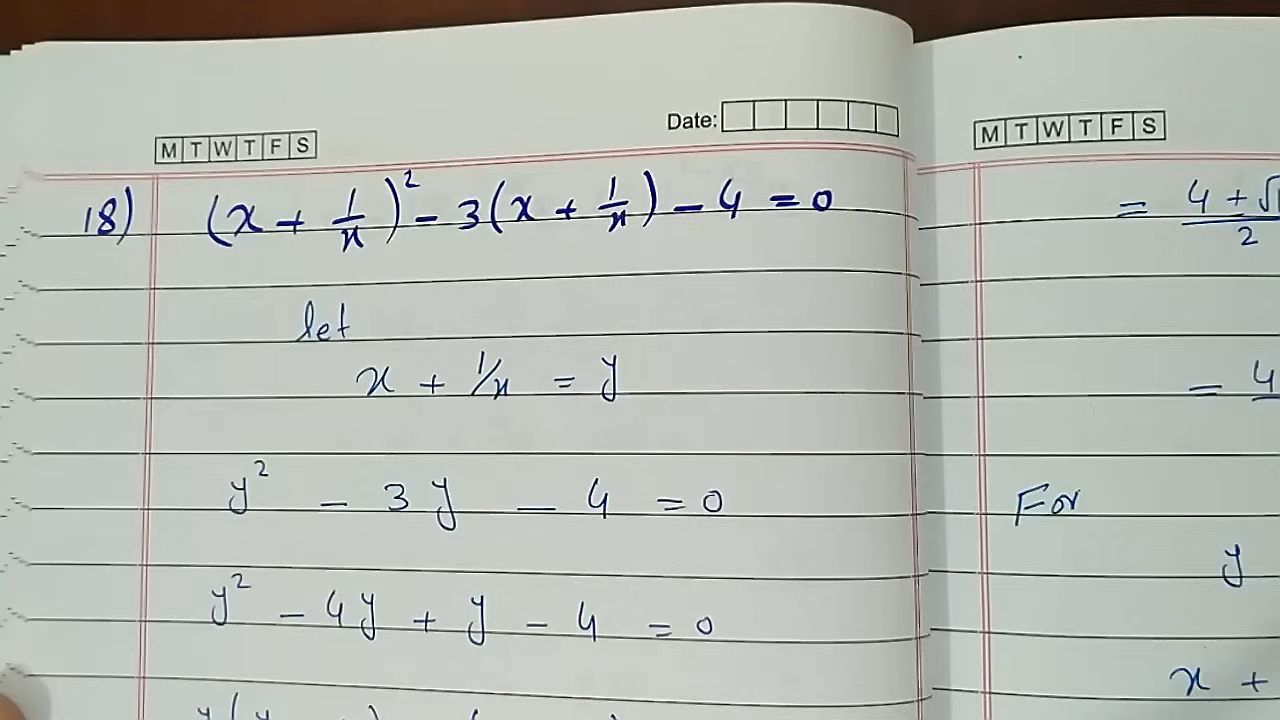 Date:
M T W T F S
18) (x + 1/x)² - 3(x + 1/x) - 4 = 0
let
x + 1/x = y
y² - 3y - 4 = 0
y² - 4y + y - 4 = 0
M T W T F S
= 4 + √
2
= 4
For
y
x +